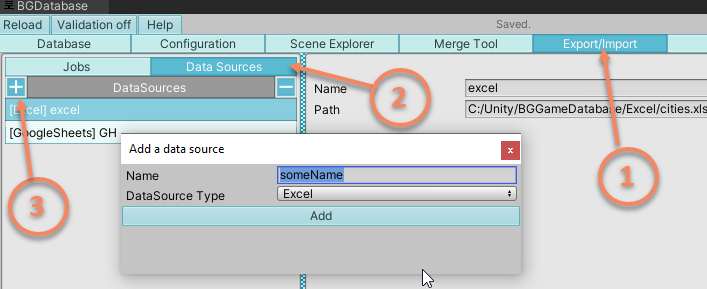 BGDatabase
Reload Validation off Help Saved.
Database Configuration Scene Explorer Merge Tool Export/Import
Jobs Data Sources
+ DataSources −
Name excel
Path C:/Unity/BGGameDatabase/Excel/cities.xls
[Excel] excel
[GoogleSheets] GH
Add a data source x
Name someName
DataSource Type Excel
Add
1
2
3